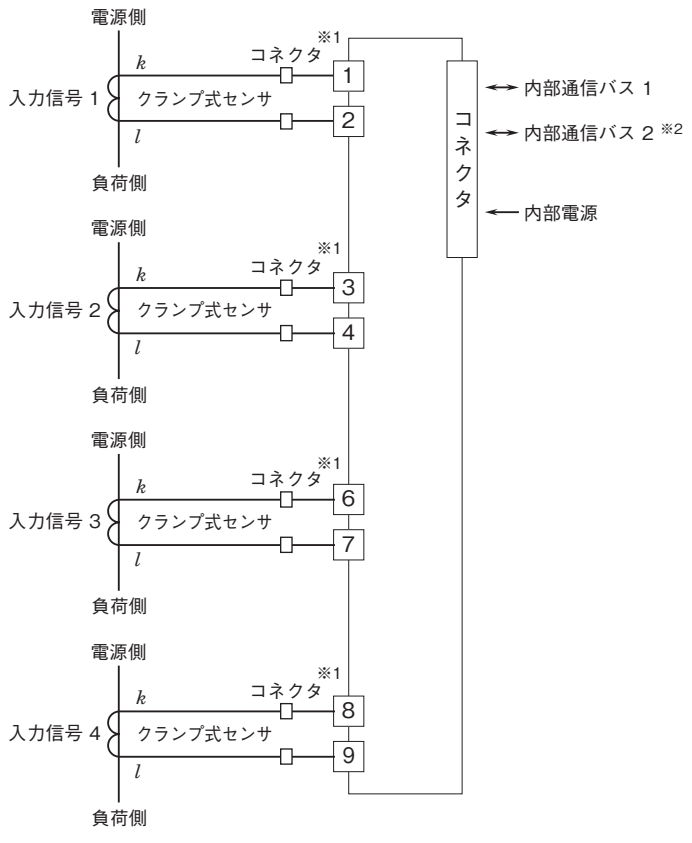 電源側
※1
k
コネクタ
1
入力信号 1
クランプ式センサ
2
l
負荷側
電源側
※1
k
コネクタ
3
入力信号 2
クランプ式センサ
4
l
負荷側
電源側
※1
k
コネクタ
6
入力信号 3
クランプ式センサ
7
l
負荷側
電源側
※1
k
コネクタ
8
入力信号 4
クランプ式センサ
9
l
負荷側
コネクタ
内部通信バス 1
内部通信バス 2 ※2
内部電源